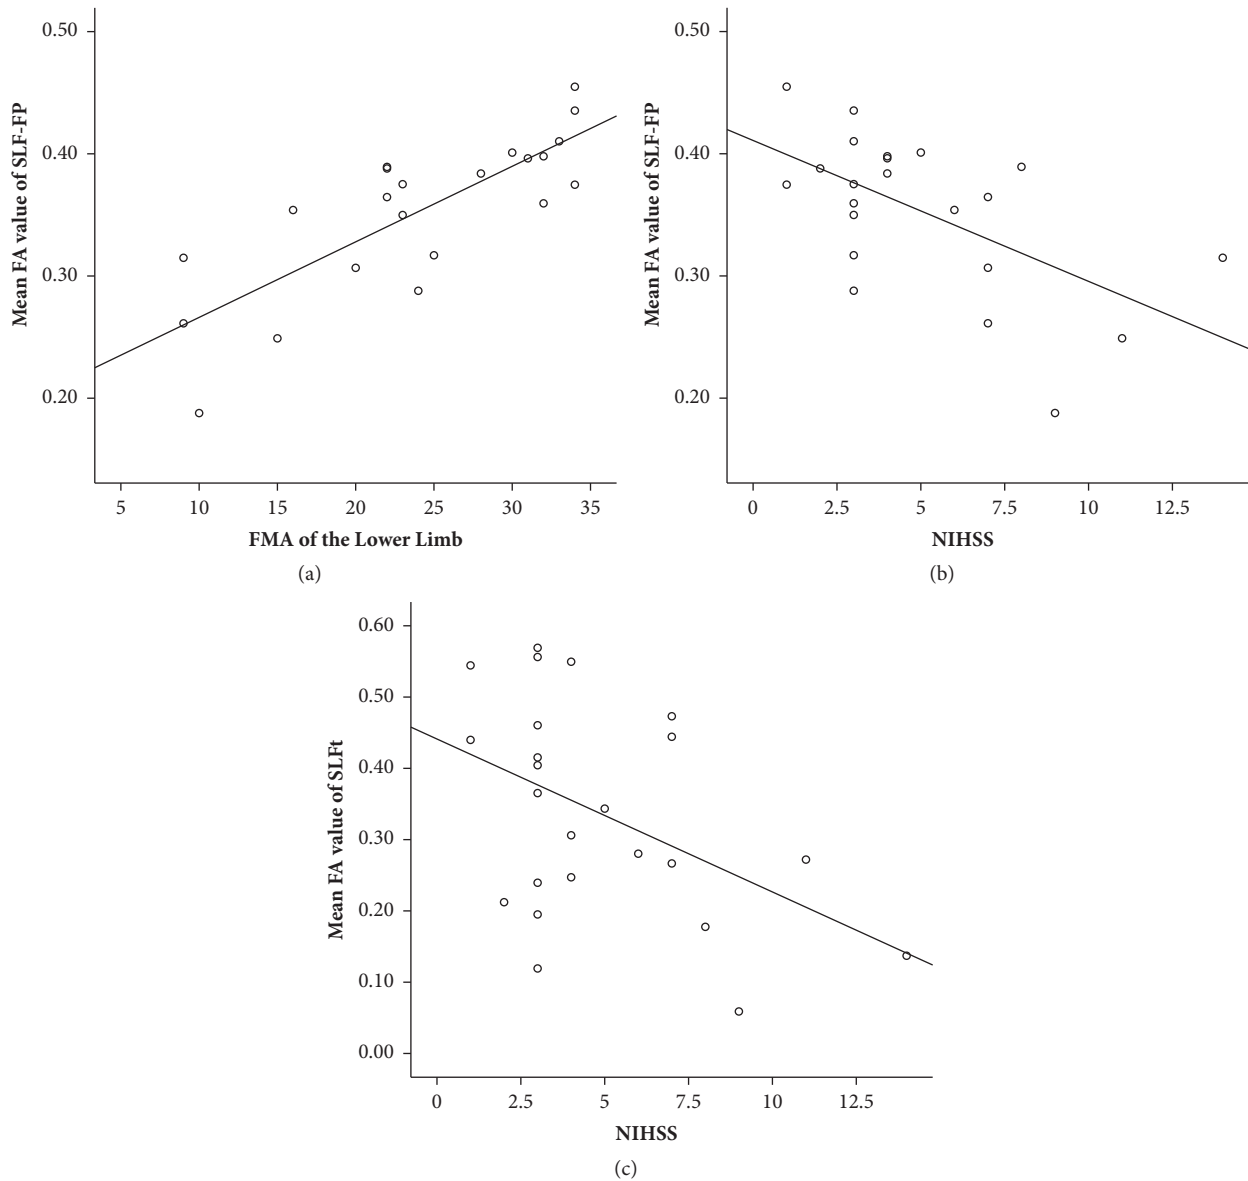 0.50
0.40
0.30
0.20
Mean FA value of SLF-FP
5 10 15 20 25 30 35
FMA of the Lower Limb
(a)
0.50
0.40
0.30
0.20
Mean FA value of SLF-FP
0 2.5 5 7.5 10 12.5
NIHSS
(b)
0.60
0.50
0.40
0.30
0.20
0.10
0.00
Mean FA value of SLFt
0 2.5 5 7.5 10 12.5
NIHSS
(c)